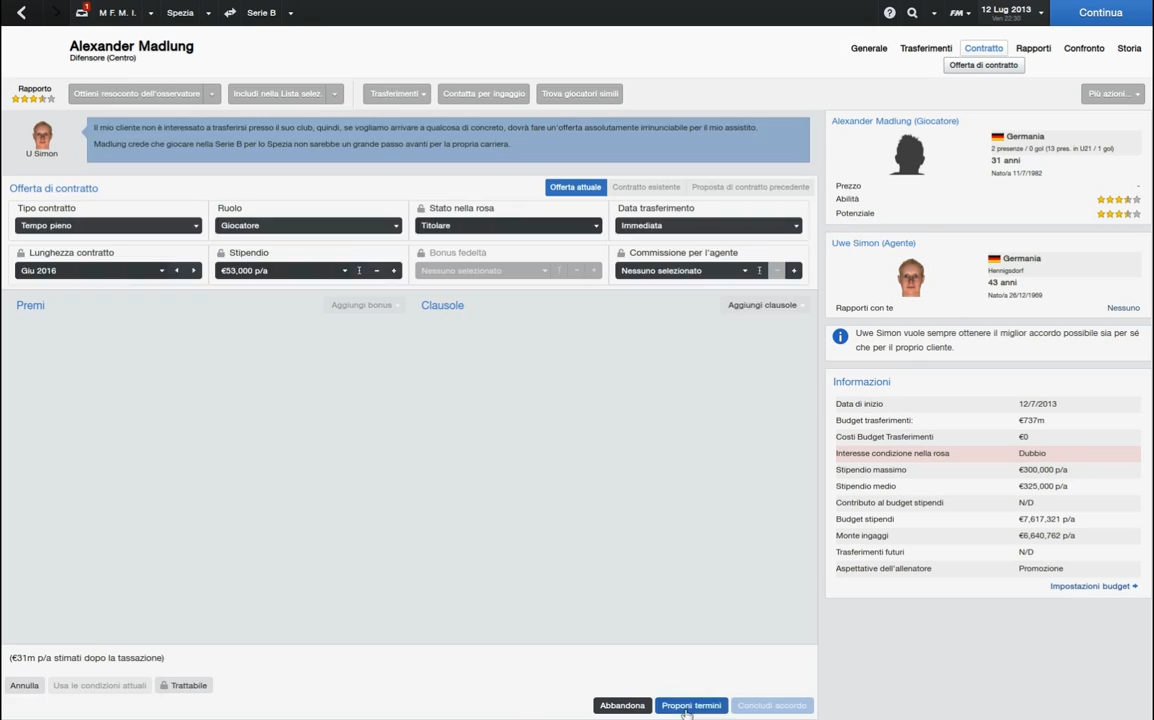 1
M F. M. I.
Spezia
Serie B
?
FM
12 Lug 2013
Ven 22:30
Continua
Alexander Madlung
Difensore (Centro)
Generale
Trasferimenti
Contratto
Rapporti
Confronto
Storia
Offerta di contratto
Rapporto
Ottieni resoconto dell'osservatore
Includi nella Lista selez.
Trasferimenti
Contatta per ingaggio
Trova giocatori simili
Più azioni...
U Simon
Il mio cliente non è interessato a trasferirsi presso il suo club, quindi, se vogliamo arrivare a qualcosa di concreto, dovrà fare un'offerta assolutamente irrinunciabile per il mio assistito.
Madlung crede che giocare nella Serie B per lo Spezia non sarebbe un grande passo avanti per la propria carriera.
Offerta di contratto
Offerta attuale
Contratto esistente
Proposta di contratto precedente
Tipo contratto
Ruolo
Stato nella rosa
Data trasferimento
Tempo pieno
Giocatore
Titolare
Immediata
Lunghezza contratto
Stipendio
Bonus fedeltà
Commissione per l'agente
Giu 2016
€53,000 p/a
Nessuno selezionato
Nessuno selezionato
Premi
Aggiungi bonus
Clausole
Aggiungi clausole
(€31m p/a stimati dopo la tassazione)
Annulla
Usa le condizioni attuali
Trattabile
Abbandona
Proponi termini
Concludi accordo
Alexander Madlung (Giocatore)
Germania
2 presenze / 0 gol (13 pres. in U21 / 1 gol)
31 anni
Nato/a 11/7/1982
Prezzo
-
Abilità
Potenziale
Uwe Simon (Agente)
Germania
Hennigsdorf
43 anni
Nato/a 26/12/1969
Rapporti con te
Nessuno
Uwe Simon vuole sempre ottenere il miglior accordo possibile sia per sé
che per il proprio cliente.
Informazioni
Data di inizio 12/7/2013
Budget trasferimenti: €737m
Costi Budget Trasferimenti €0
Interesse condizione nella rosa Dubbio
Stipendio massimo €300,000 p/a
Stipendio medio €325,000 p/a
Contributo al budget stipendi N/D
Budget stipendi €7,617,321 p/a
Monte ingaggi €6,640,762 p/a
Trasferimenti futuri N/D
Aspettative dell'allenatore Promozione
Impostazioni budget